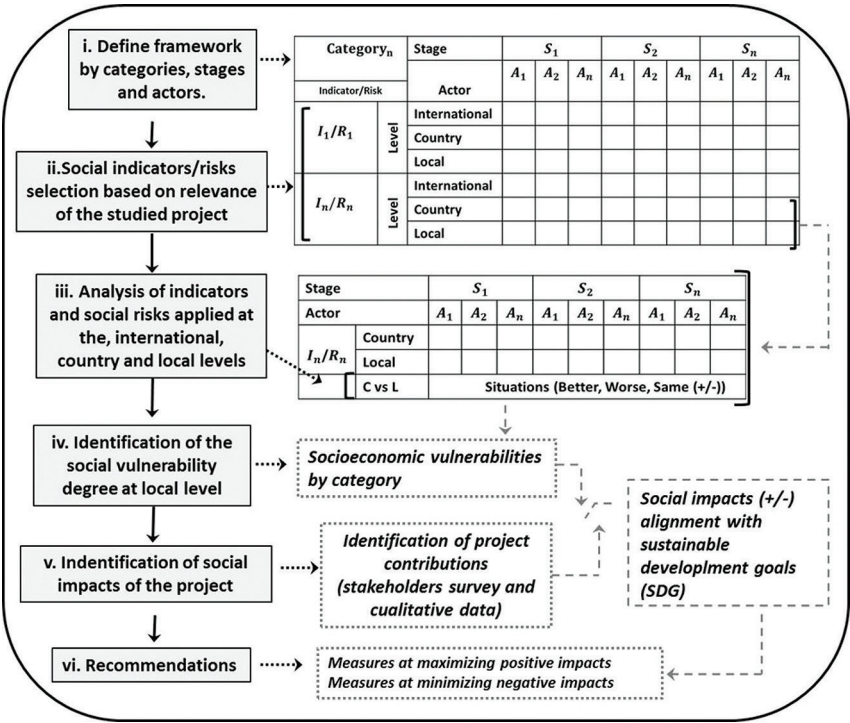 i. Define framework
by categories, stages
and actors.
Categoryₙ Stage S₁ S₂ Sₙ
Indicator/Risk Actor A₁ A₂ Aₙ A₁ A₂ Aₙ A₁ A₂ Aₙ
I₁/R₁ Level International
Country
Local
ii.Social indicators/risks
selection based on relevance
of the studied project
Iₙ/Rₙ Level International
Country
Local
iii. Analysis of indicators
and social risks applied at
the, international,
country and local levels
Stage S₁ S₂ Sₙ
Actor A₁ A₂ Aₙ A₁ A₂ Aₙ A₁ A₂ Aₙ
Iₙ/Rₙ Country
Local
C vs L Situations (Better, Worse, Same (+/-))
iv. Identification of the
social vulnerability
degree at local level
Socioeconomic vulnerabilities
by category
v. Indentification of social
impacts of the project
Identification of project
contributions
(stakeholders survey and
cualitative data)
Social impacts (+/-)
alignment with
sustainable
developlment goals
(SDG)
vi. Recommendations
Measures at maximizing positive impacts
Measures at minimizing negative impacts